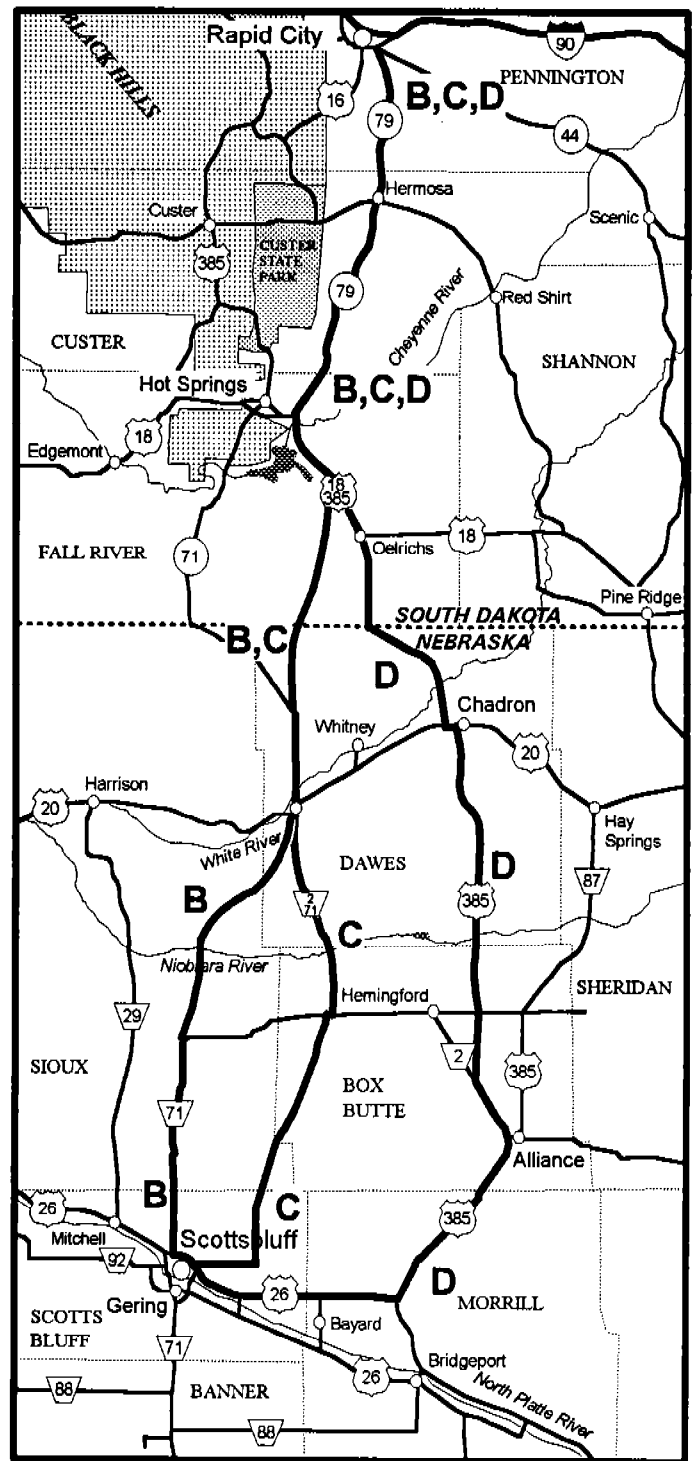 BLACK HILLS
Rapid City
90
PENNINGTON
16
B,C,D
79
44
Hermosa
Custer
Scenic
385
CUSTER
STATE
PARK
79
Cheyenne River
Red Shirt
CUSTER
SHANNON
Hot Springs
B,C,D
18
Edgemont
18
385
FALL RIVER
71
Oelrichs
18
Pine Ridge
SOUTH DAKOTA
NEBRASKA
B,C
D
Chadron
Whitney
20
Harrison
20
Hay
Springs
White River
DAWES
87
B
2
71
D
385
C
Niobrara River
SHERIDAN
Hemingford
29
2
385
SIOUX
BOX
BUTTE
71
Alliance
B
C
385
26
Mitchell
Scottsbluff
92
D
Gering
26
MORRILL
SCOTTS
BLUFF
Bayard
71
Bridgeport
26
88
BANNER
North Platte River
88